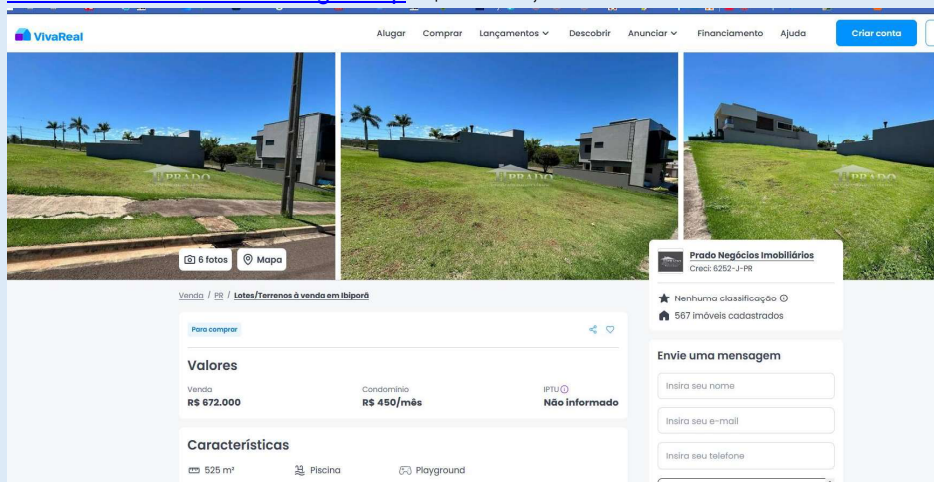 VivaReal
Alugar Comprar Lançamentos Descobrir Anunciar Financiamento Ajuda Criar conta
PRADO
PRADO
PRADO
6 fotos Mapa
Prado Negócios Imobiliários
Creci: 6252-J-PR
Venda / PR / Lotes/Terrenos à venda em Ibiporã
Nenhuma classificação
567 imóveis cadastrados
Para comprar
Valores
Envie uma mensagem
Venda Condomínio IPTU
R$ 672.000 R$ 450/mês Não informado
Insira seu nome
Insira seu e-mail
Características
Insira seu telefone
525 m² Piscina Playground